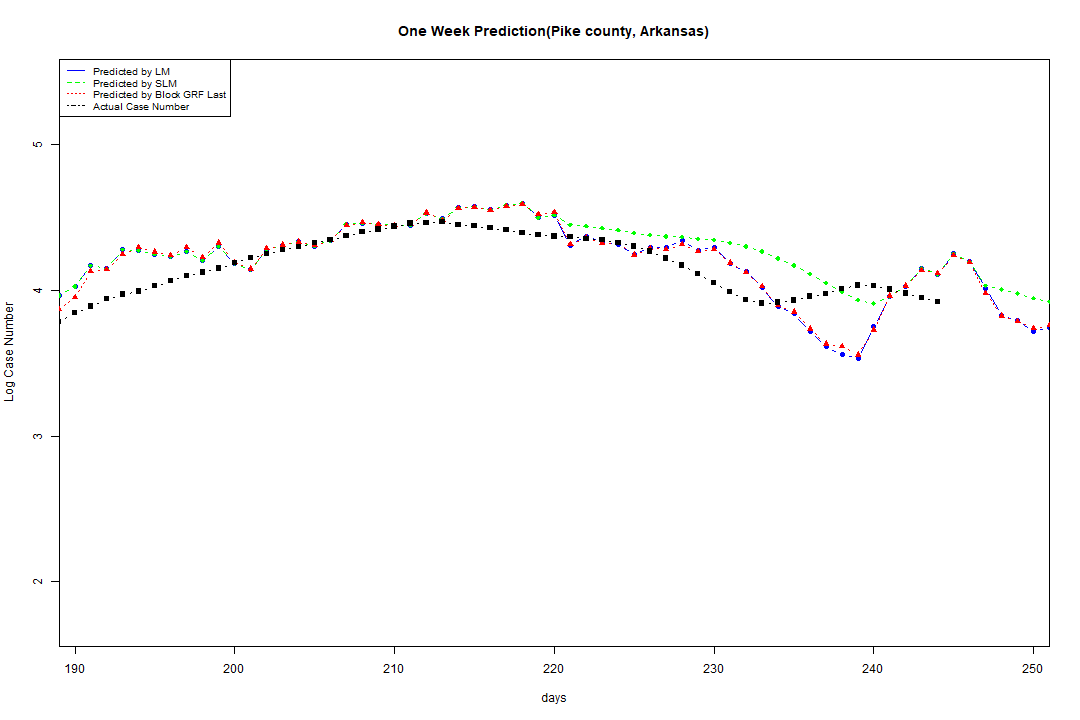 One Week Prediction(Pike county, Arkansas)
Predicted by LM
Predicted by SLM
Predicted by Block GRF Last
Actual Case Number
5
4
3
2
Log Case Number
190 200 210 220 230 240 250
days